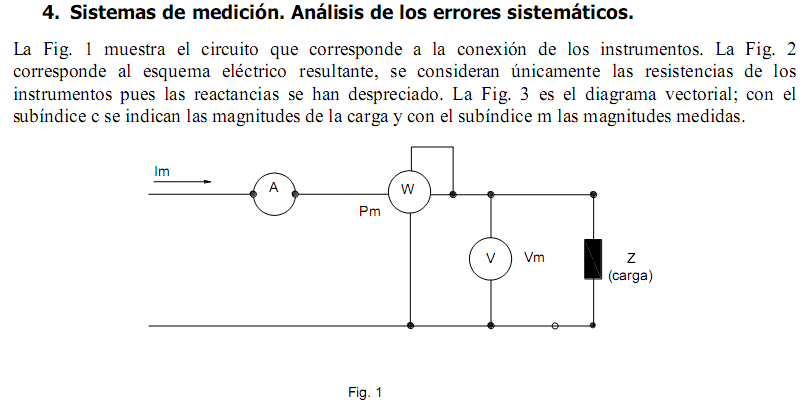 4. Sistemas de medición. Análisis de los errores sistemáticos.
La Fig. 1 muestra el circuito que corresponde a la conexión de los instrumentos. La Fig. 2
corresponde al esquema eléctrico resultante, se consideran únicamente las resistencias de los
instrumentos pues las reactancias se han despreciado. La Fig. 3 es el diagrama vectorial; con el
subíndice c se indican las magnitudes de la carga y con el subíndice m las magnitudes medidas.
Im
A
W
Pm
V
Vm
Z
(carga)
Fig. 1